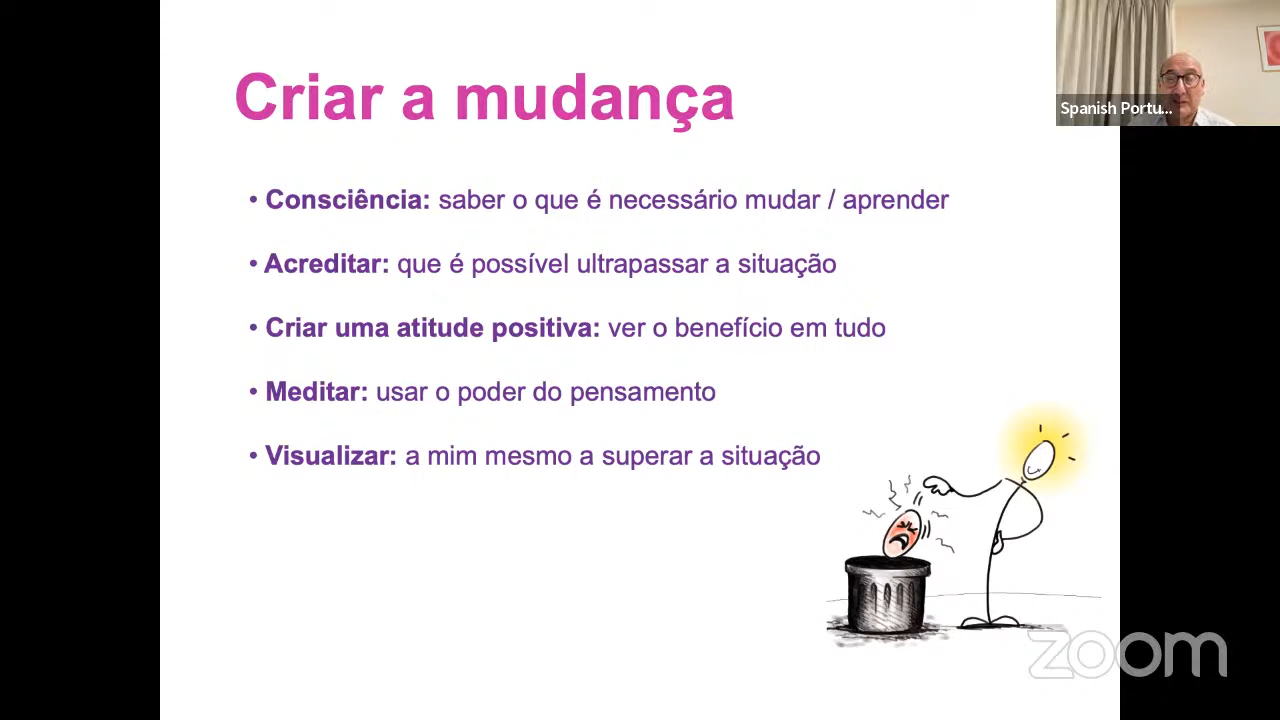 Criar a mudança
Spanish Portu...
• Consciência: saber o que é necessário mudar / aprender
• Acreditar: que é possível ultrapassar a situação
• Criar uma atitude positiva: ver o benefício em tudo
• Meditar: usar o poder do pensamento
• Visualizar: a mim mesmo a superar a situação
zoom